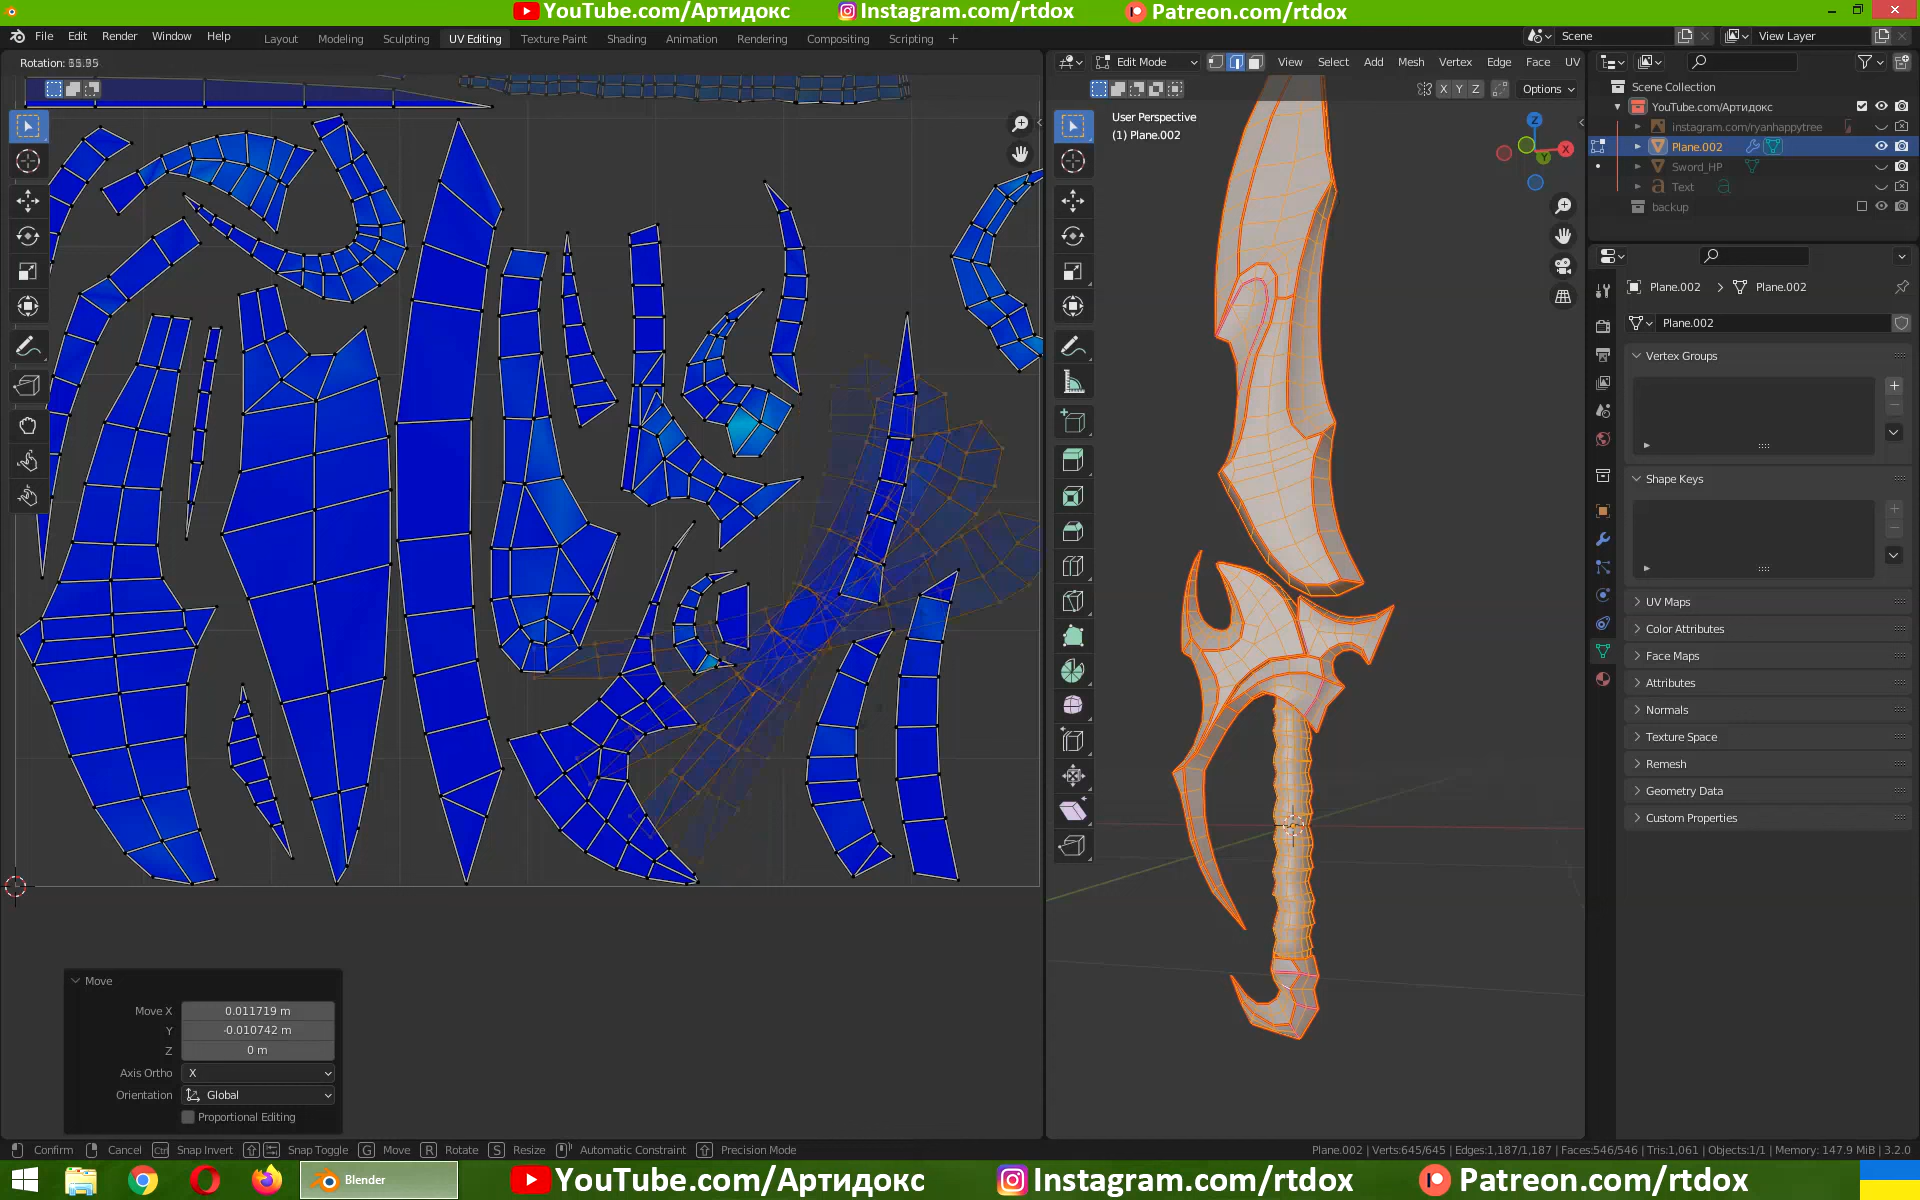 YouTube.com/Артидокс Instagram.com/rtdox Patreon.com/rtdox
File Edit Render Window Help Layout Modeling Sculpting UV Editing Texture Paint Shading Animation Rendering Compositing Scripting + Scene View Layer
Edit Mode View Select Add Mesh Vertex Edge Face UV
X Y Z Options
Scene Collection
YouTube.com/Артидокс
instagram.com/ryanhappytree
Plane.002
Sword_HP
Text
backup
User Perspective
(1) Plane.002
Z
X
Y
Plane.002 > Plane.002
Plane.002
Vertex Groups
Shape Keys
UV Maps
Color Attributes
Face Maps
Attributes
Normals
Texture Space
Remesh
Geometry Data
Custom Properties
Move
Move X 0.011719 m
Y -0.010742 m
Z 0 m
Axis Ortho X
Orientation Global
Proportional Editing
Confirm Cancel Ctrl Snap Invert Snap Toggle G Move R Rotate S Resize Automatic Constraint Precision Mode
Plane.002 | Verts:645/645 | Edges:1,187/1,187 | Faces:546/546 | Tris:1,061 | Objects:1/1 | Memory: 147.9 MiB | 3.2.0
Blender YouTube.com/Артидокс Instagram.com/rtdox Patreon.com/rtdox